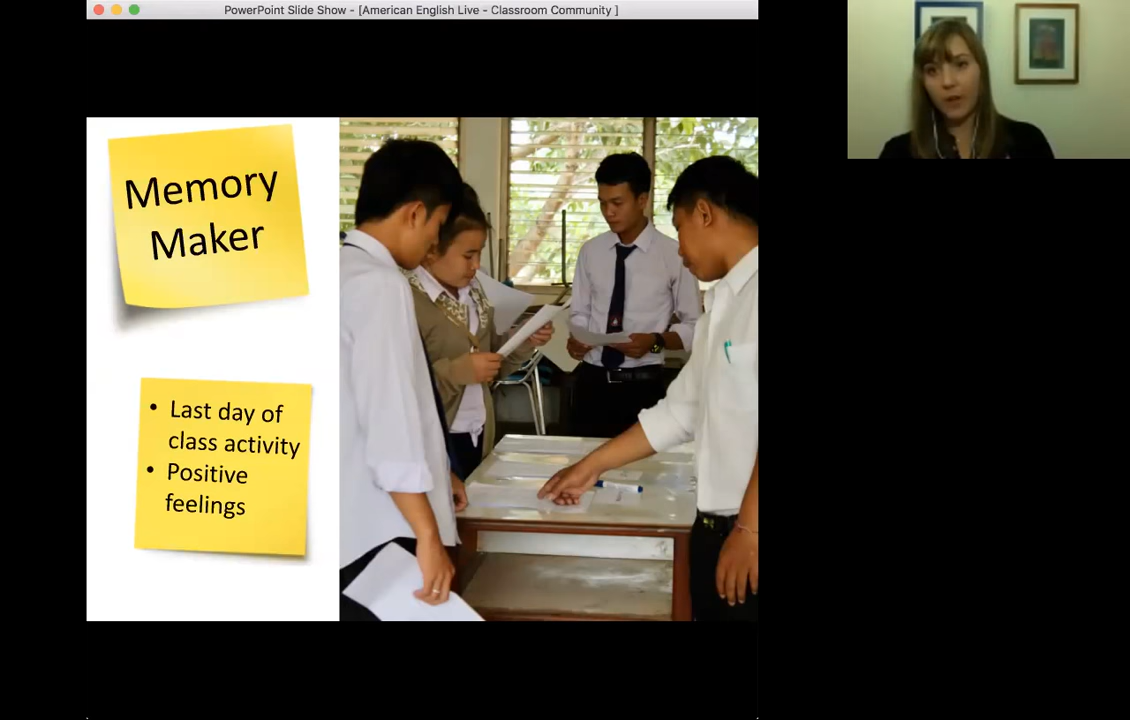 PowerPoint Slide Show - [American English Live - Classroom Community ]
Memory
Maker
• Last day of
class activity
• Positive
feelings